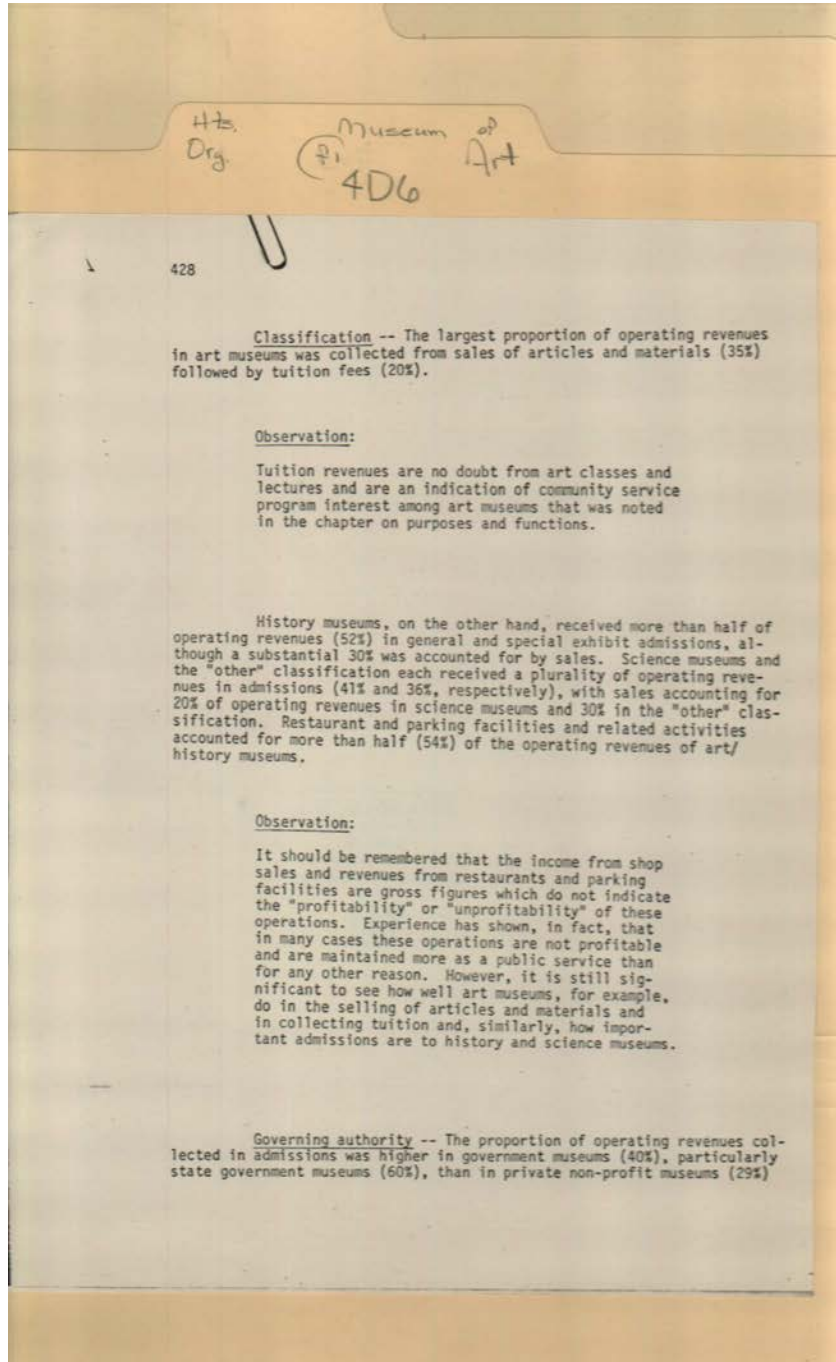 Hts. Museum of
Org. Art
4D6
428
Classification -- The largest proportion of operating revenues
in art museums was collected from sales of articles and materials (35%)
followed by tuition fees (20%).
Observation:
Tuition revenues are no doubt from art classes and
lectures and are an indication of community service
program interest among art museums that was noted
in the chapter on purposes and functions.
History museums, on the other hand, received more than half of
operating revenues (52%) in general and special exhibit admissions, al-
though a substantial 30% was accounted for by sales. Science museums and
the "other" classification each received a plurality of operating reve-
nues in admissions (41% and 36%, respectively), with sales accounting for
20% of operating revenues in science museums and 30% in the "other" clas-
sification. Restaurant and parking facilities and related activities
accounted for more than half (54%) of the operating revenues of art/
history museums.
Observation:
It should be remembered that the income from shop
sales and revenues from restaurants and parking
facilities are gross figures which do not indicate
the "profitability" or "unprofitability" of these
operations. Experience has shown, in fact, that
in many cases these operations are not profitable
and are maintained more as a public service than
for any other reason. However, it is still sig-
nificant to see how well art museums, for example,
do in the selling of articles and materials and
in collecting tuition and, similarly, how impor-
tant admissions are to history and science museums.
Governing authority -- The proportion of operating revenues col-
lected in admissions was higher in government museums (40%), particularly
state government museums (60%), than in private non-profit museums (29%)